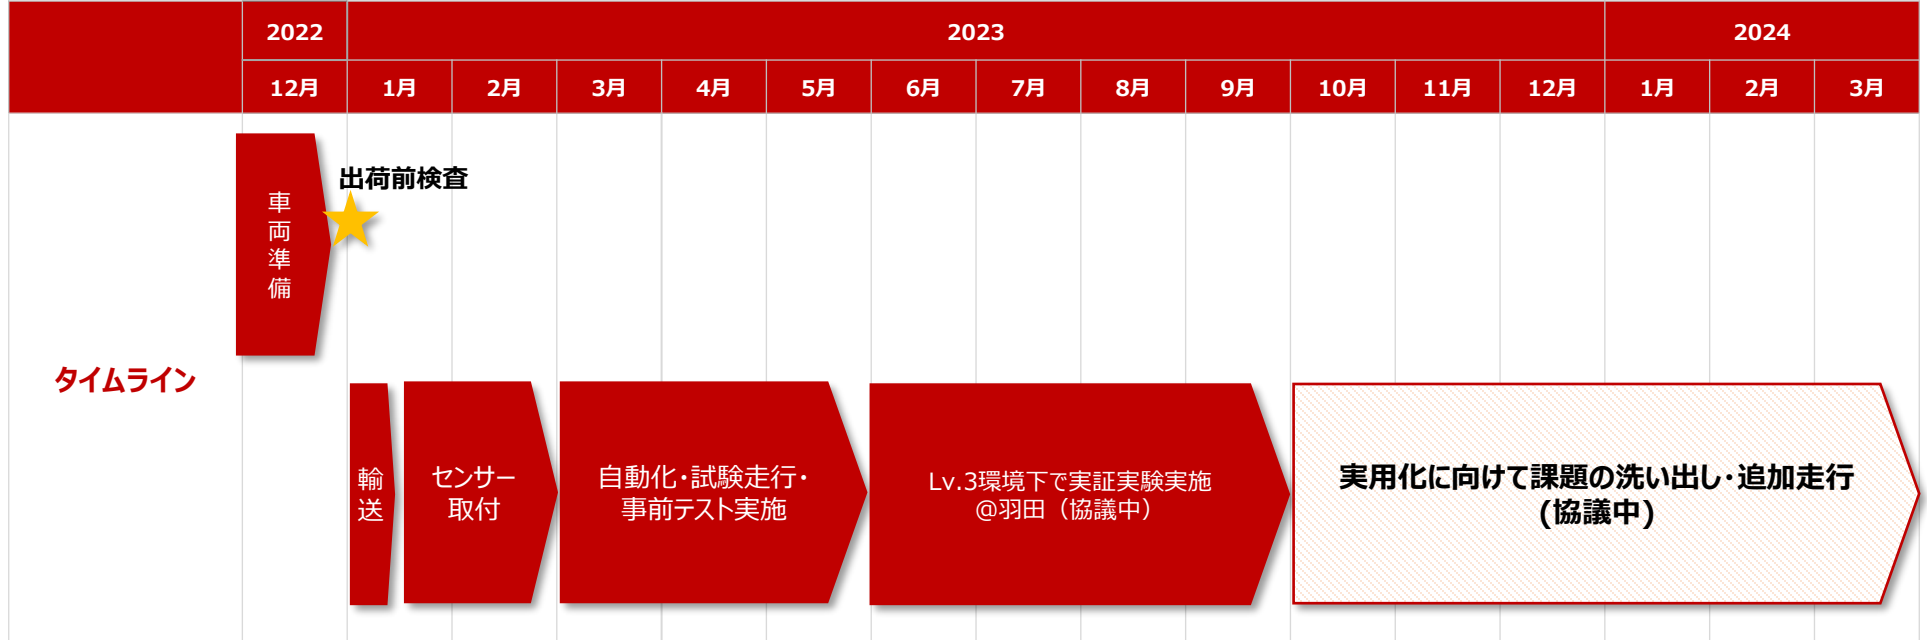 2022
2023
2024
12月
1月
2月
3月
4月
5月
6月
7月
8月
9月
10月
11月
12月
1月
2月
3月
タイムライン
車
両
準
備
出荷前検査
輸
送
センサー
取付
自動化・試験走行・
事前テスト実施
Lv.3環境下で実証実験実施
@羽田（協議中）
実用化に向けて課題の洗い出し・追加走行
(協議中)